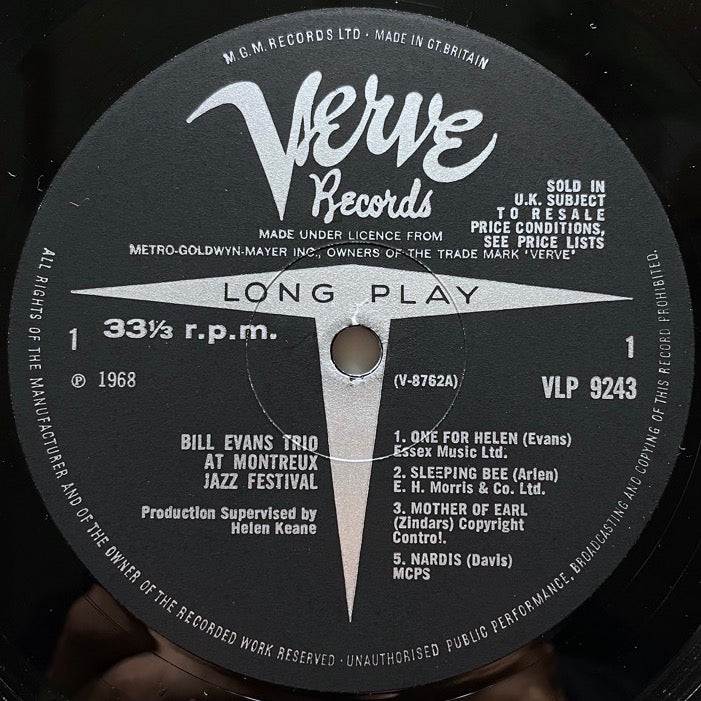 M.G.M. RECORDS LTD · MADE IN GT. BRITAIN
Verve
Records
SOLD IN
U.K. SUBJECT
TO RESALE
PRICE CONDITIONS,
SEE PRICE LISTS
MADE UNDER LICENCE FROM
METRO-GOLDWYN-MAYER INC., OWNERS OF THE TRADE MARK 'VERVE'
LONG PLAY
1 33⅓ r.p.m. 1
℗ 1968 (V-8762A) VLP 9243
BILL EVANS TRIO
AT MONTREUX
JAZZ FESTIVAL
Production Supervised by
Helen Keane
1. ONE FOR HELEN (Evans)
Essex Music Ltd.
2. SLEEPING BEE (Arlen)
E. H. Morris & Co. Ltd.
3. MOTHER OF EARL
(Zindars) Copyright
Control.
5. NARDIS (Davis)
MCPS
ALL RIGHTS OF THE MANUFACTURER AND OF THE OWNER OF THE RECORDED WORK RESERVED · UNAUTHORISED PUBLIC PERFORMANCE, BROADCASTING AND COPYING OF THIS RECORD PROHIBITED.